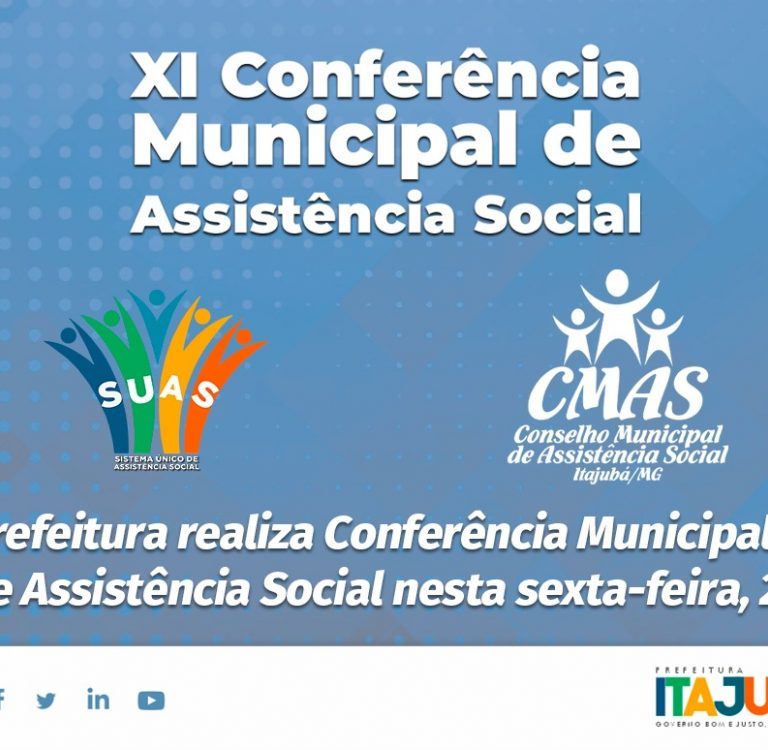 XI Conferência
Municipal de
Assistência Social
SUAS
SISTEMA ÚNICO DE
ASSISTÊNCIA SOCIAL
CMAS
Conselho Municipal
de Assistência Social
Itajubá/MG
refeitura realiza Conferência Municipal
e Assistência Social nesta sexta-feira, 2
f
in
PREFEITURA
ITAJU
GOVERNO BOM E JUSTO.